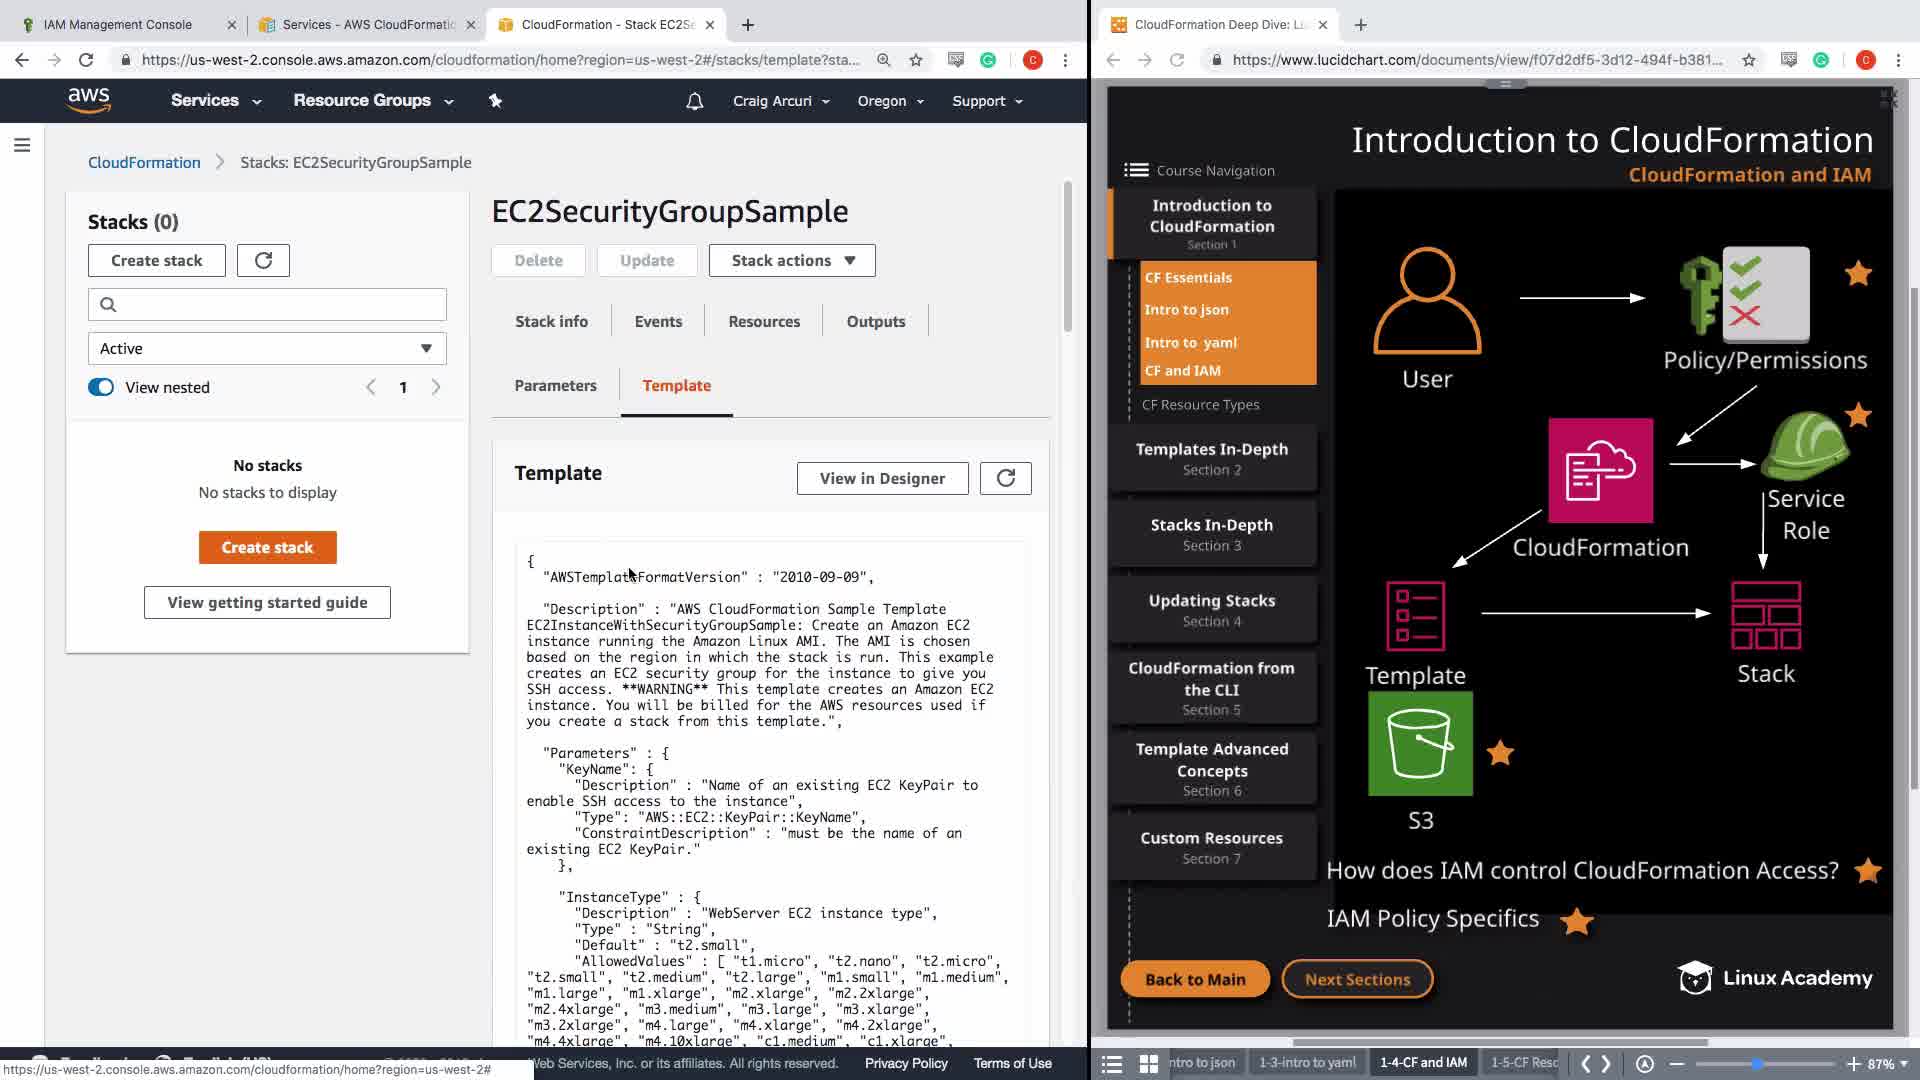 IAM Management Console
Services - AWS CloudFormatic
CloudFormation - Stack EC2Se
https://us-west-2.console.aws.amazon.com/cloudformation/home?region=us-west-2#/stacks/template?sta...
C
aws
Services
Resource Groups
Craig Arcuri
Oregon
Support
CloudFormation
Stacks: EC2SecurityGroupSample
Stacks (0)
Create stack
Active
View nested
1
No stacks
No stacks to display
Create stack
View getting started guide
EC2SecurityGroupSample
Delete
Update
Stack actions
Stack info
Events
Resources
Outputs
Parameters
Template
Template
View in Designer
{
"AWSTemplateFormatVersion" : "2010-09-09",
"Description" : "AWS CloudFormation Sample Template
EC2InstanceWithSecurityGroupSample: Create an Amazon EC2
instance running the Amazon Linux AMI. The AMI is chosen
based on the region in which the stack is run. This example
creates an EC2 security group for the instance to give you
SSH access. **WARNING** This template creates an Amazon EC2
instance. You will be billed for the AWS resources used if
you create a stack from this template.",
"Parameters" : {
"KeyName": {
"Description" : "Name of an existing EC2 KeyPair to
enable SSH access to the instance",
"Type": "AWS::EC2::KeyPair::KeyName",
"ConstraintDescription" : "must be the name of an
existing EC2 KeyPair."
},
"InstanceType" : {
"Description" : "WebServer EC2 instance type",
"Type" : "String",
"Default" : "t2.small",
"AllowedValues" : [ "t1.micro", "t2.nano", "t2.micro",
"t2.small", "t2.medium", "t2.large", "m1.small", "m1.medium",
"m1.large", "m1.xlarge", "m2.xlarge", "m2.2xlarge",
"m2.4xlarge", "m3.medium", "m3.large", "m3.xlarge",
"m3.2xlarge", "m4.large", "m4.xlarge", "m4.2xlarge",
"m4.4xlarge", "m4.10xlarge", "c1.medium", "c1.xlarge",
Web Services, Inc. or its affiliates. All rights reserved.
Privacy Policy
Terms of Use
https://us-west-2.console.aws.amazon.com/cloudformation/home?region=us-west-2#
CloudFormation Deep Dive: Lu
https://www.lucidchart.com/documents/view/f07d2df5-3d12-494f-b381...
C
Introduction to CloudFormation
CloudFormation and IAM
Course Navigation
Introduction to
CloudFormation
Section 1
CF Essentials
Intro to json
Intro to yaml
CF and IAM
CF Resource Types
Templates In-Depth
Section 2
Stacks In-Depth
Section 3
Updating Stacks
Section 4
CloudFormation from
the CLI
Section 5
Template Advanced
Concepts
Section 6
Custom Resources
Section 7
User
Policy/Permissions
CloudFormation
Service
Role
Template
Stack
S3
How does IAM control CloudFormation Access?
IAM Policy Specifics
Back to Main
Next Sections
Linux Academy
ntro to json
1-3-intro to yaml
1-4-CF and IAM
1-5-CF Resc
87%